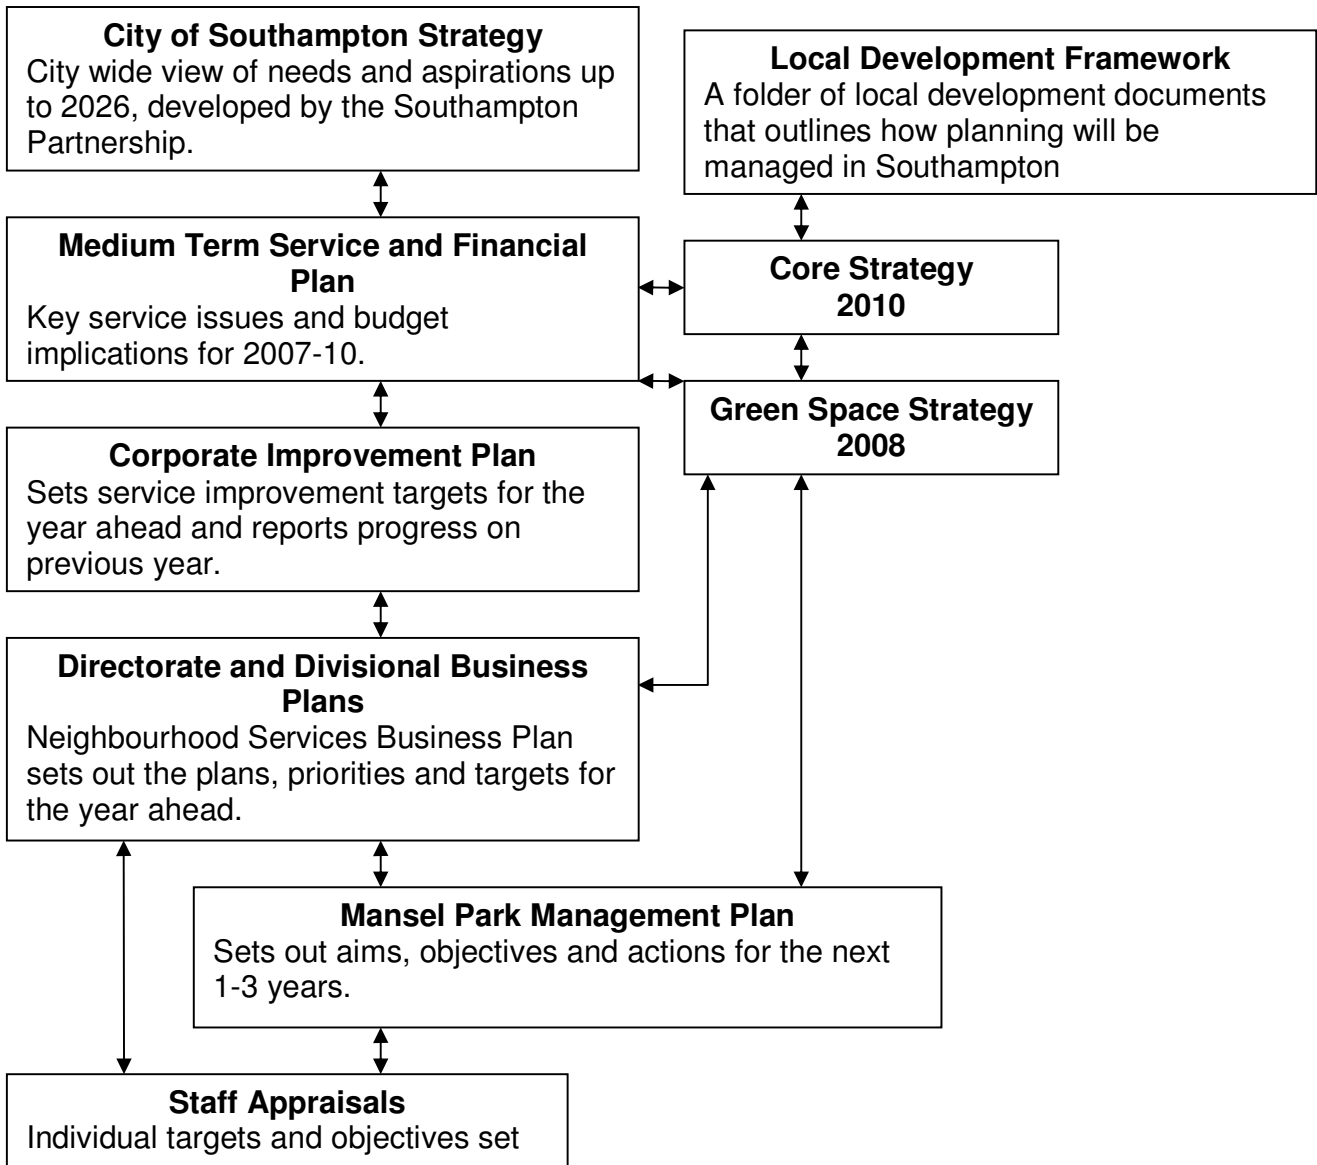 City of Southampton Strategy
City wide view of needs and aspirations up
to 2026, developed by the Southampton
Partnership.
Local Development Framework
A folder of local development documents
that outlines how planning will be
managed in Southampton
Medium Term Service and Financial
Plan
Key service issues and budget
implications for 2007-10.
Core Strategy
2010
Green Space Strategy
2008
Corporate Improvement Plan
Sets service improvement targets for the
year ahead and reports progress on
previous year.
Directorate and Divisional Business
Plans
Neighbourhood Services Business Plan
sets out the plans, priorities and targets for
the year ahead.
Mansel Park Management Plan
Sets out aims, objectives and actions for the next
1-3 years.
Staff Appraisals
Individual targets and objectives set